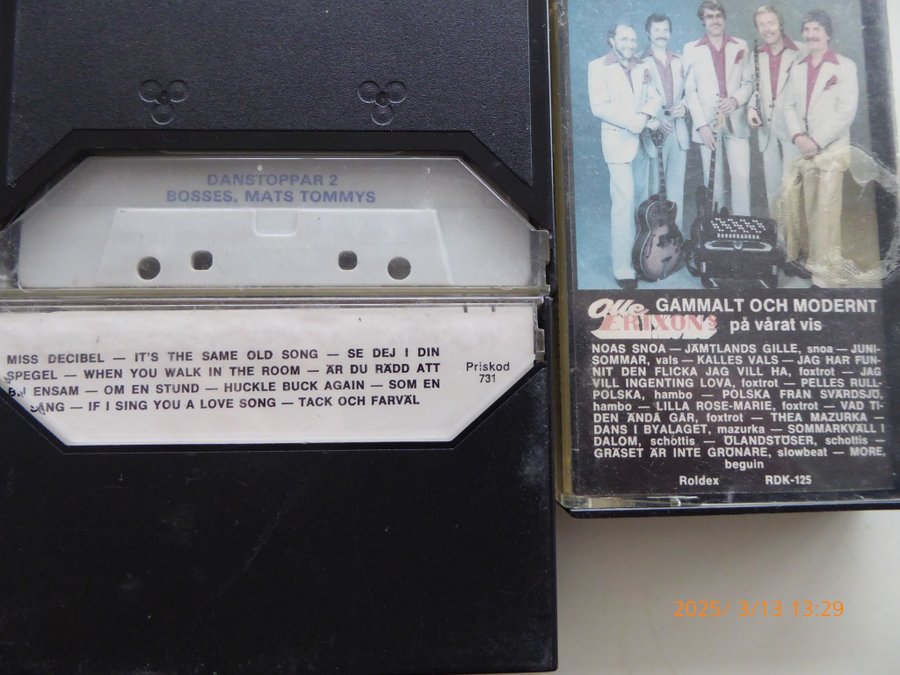 DANSTOPPAR 2
BOSSES, MATS TOMMYS
MISS DECIBEL — IT'S THE SAME OLD SONG — SE DEJ I DIN
SPEGEL — WHEN YOU WALK IN THE ROOM — ÄR DU RÄDD ATT
ENSAM — OM EN STUND — HUCKLE BUCK AGAIN — SOM EN
SÅNG — IF I SING YOU A LOVE SONG — TACK OCH FARVÄL
Priskod
731
Olle
ERIXONS
GAMMALT OCH MODERNT
på vårat vis
NOAS SNOA — JÄMTLANDS GILLE, snoa — JUNI-
SOMMAR, vals — KALLES VALS — JAG HAR FUN-
NIT DEN FLICKA JAG VILL HA, foxtrot — JAG
VILL INGENTING LOVA, foxtrot — PELLES RULL-
POLSKA, hambo — POLSKA FRÅN SVÄRDSJÖ,
hambo — LILLA ROSE-MARIE, foxtrot — VAD TI-
DEN ÄNDÅ GÅR, foxtrot — THEA MAZURKA —
DANS I BYALAGET, mazurka — SOMMARKVÄLL I
DALOM, schottis — ÖLANDSTÖSER, schottis —
GRÄSET ÄR INTE GRÖNARE, slowbeat — MORE,
beguin
Roldex RDK-125
2025/ 3/13 13:29